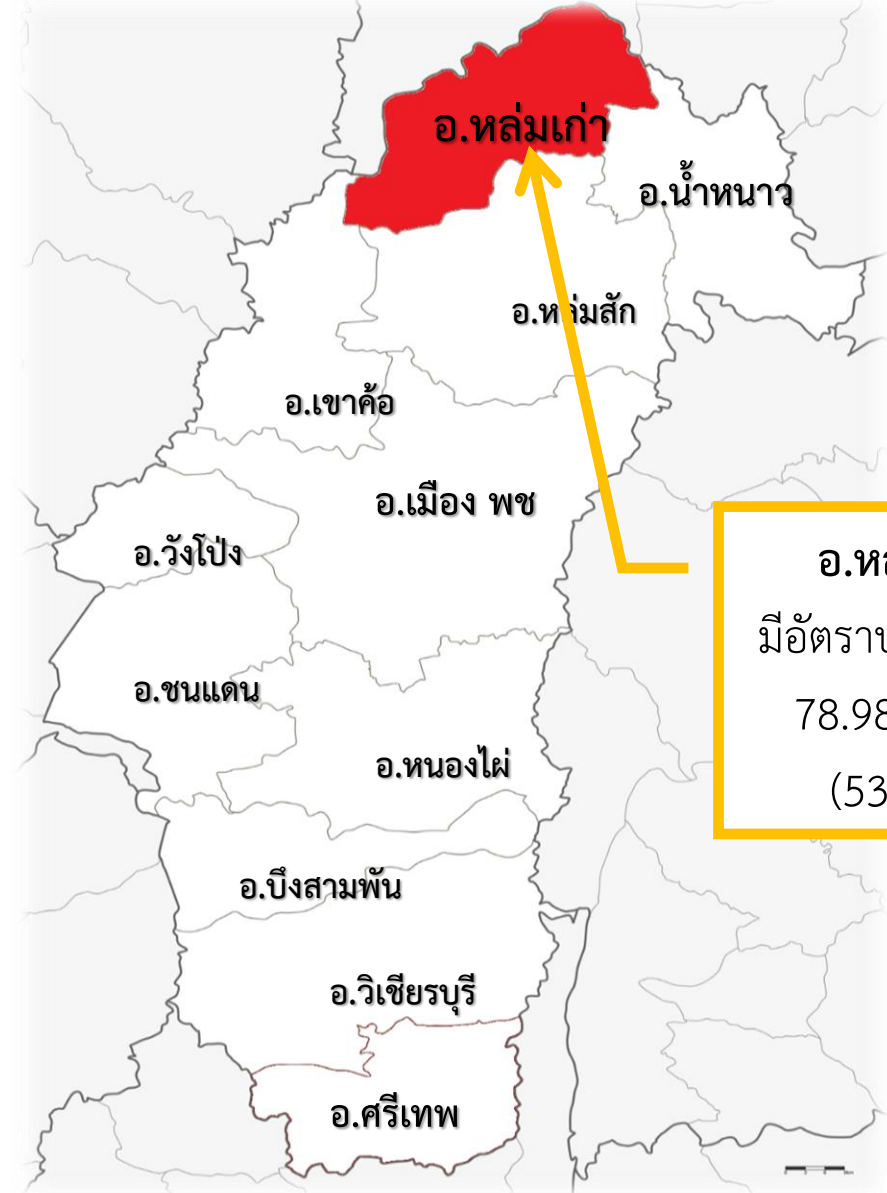 อ.หล่มเก่า
อ.น้ำหนาว
อ.หล่มสัก
อ.เขาค้อ
อ.เมือง พช
อ.วังโป่ง
อ.ชนแดน
อ.หนองไผ่
อ.บึงสามพัน
อ.วิเชียรบุรี
อ.ศรีเทพ
มีอัตรา
78.98
(53